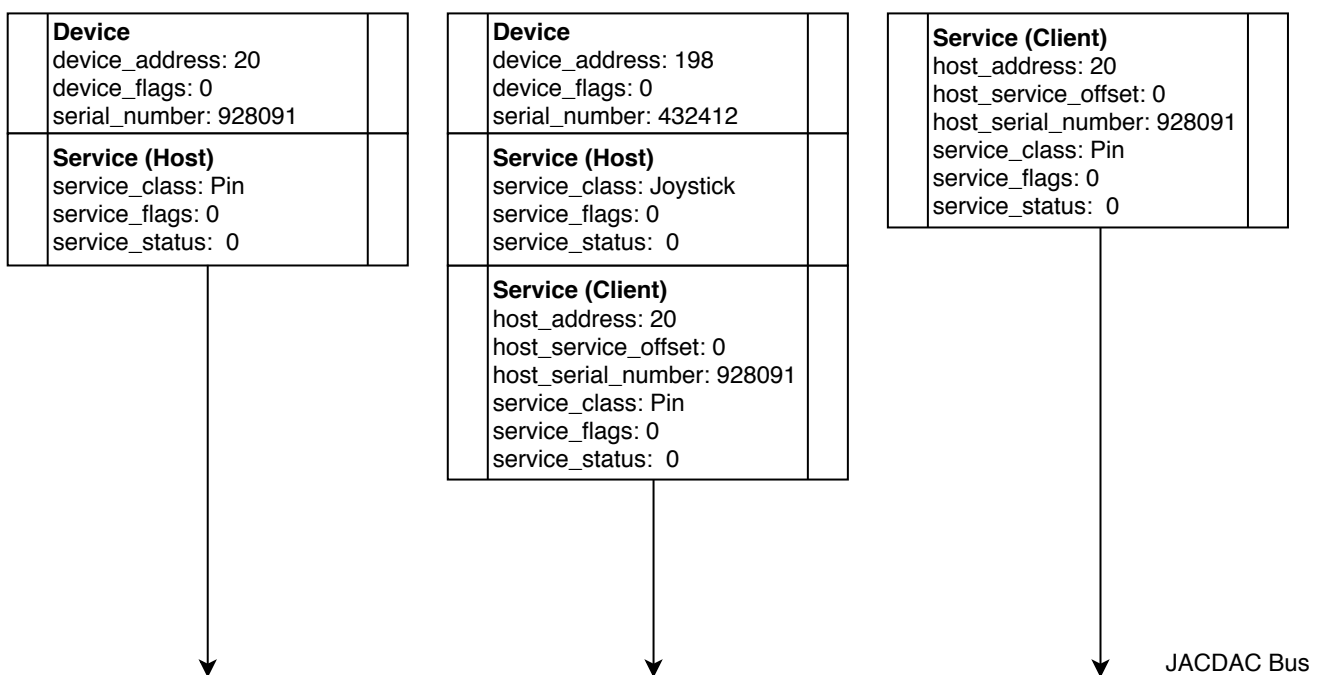 Device
device_address: 20
device_flags: 0
serial_number: 928091
Service (Host)
service_class: Pin
service_flags: 0
service_status:  0
Device
device_address: 198
device_flags: 0
serial_number: 432412
Service (Host)
service_class: Joystick
service_flags: 0
service_status:  0
Service (Client)
host_address: 20
host_service_offset: 0
host_serial_number: 928091
service_class: Pin
service_flags: 0
service_status:  0
Service (Client)
host_address: 20
host_service_offset: 0
host_serial_number: 928091
service_class: Pin
service_flags: 0
service_status:  0
JACDAC Bus